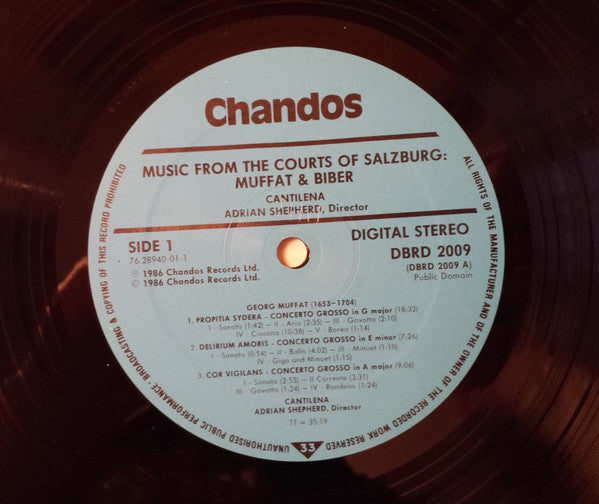 Chandos
MUSIC FROM THE COURTS OF SALZBURG:
MUFFAT & BIBER
CANTILENA
ADRIAN SHEPHERD, Director
SIDE 1
76.28940-01-1
Ⓟ 1986 Chandos Records Ltd.
© 1986 Chandos Records Ltd.
DIGITAL STEREO
DBRD 2009
(DBRD 2009 A)
Public Domain
GEORG MUFFAT (1653-1704)
1. PROPITIA SYDERA - CONCERTO GROSSO in G major (18:32)
I - Sonata (1:42) - II - Aria (2:35) - III - Gavotta (2:10)
IV - Ciacona (10:38) - V - Borea (1:14)
2. DELIRIUM AMORIS - CONCERTO GROSSO in E minor (7:26)
I - Sonata (0:54) - II - Ballo (4:02) - III - Minuet (1:10)
IV - Giga and Minuet (1:15)
3. COR VIGILANS - CONCERTO GROSSO in A major (9:06)
I - Sonata (2:53) - II Corrente (3:31)
III - Gavotta (1:24) - IV - Rondeau (1:24)
CANTILENA
ADRIAN SHEPHERD, Director
TT = 35:19
ALL RIGHTS OF THE MANUFACTURER AND OF THE OWNER OF THE RECORDED WORK RESERVED
33
UNAUTHORISED PUBLIC PERFORMANCE · BROADCASTING & COPYING OF THIS RECORD PROHIBITED